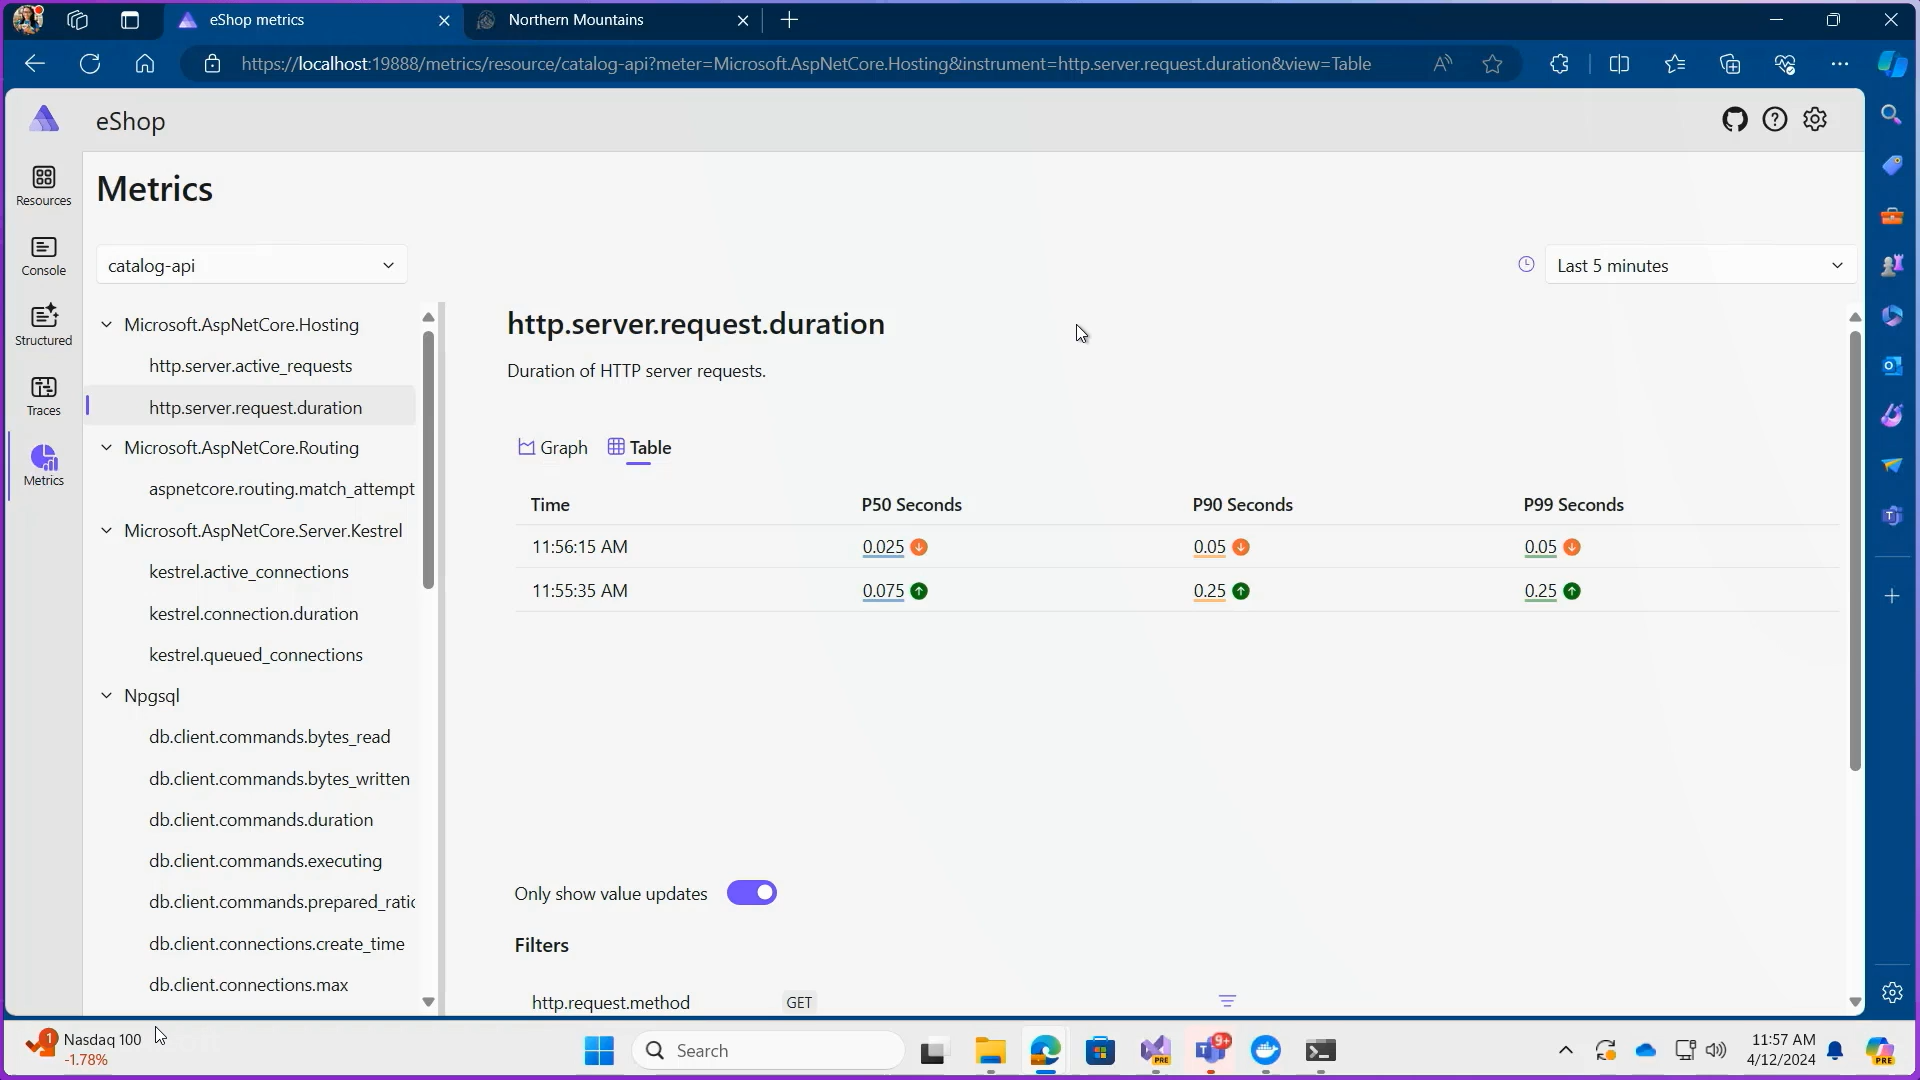 eShop metrics
Northern Mountains
https://localhost:19888/metrics/resource/catalog-api?meter=Microsoft.AspNetCore.Hosting&instrument=http.server.request.duration&view=Table
eShop
Resources
Console
Structured
Traces
Metrics
Metrics
catalog-api
Last 5 minutes
Microsoft.AspNetCore.Hosting
http.server.active_requests
http.server.request.duration
Microsoft.AspNetCore.Routing
aspnetcore.routing.match_attempt
Microsoft.AspNetCore.Server.Kestrel
kestrel.active_connections
kestrel.connection.duration
kestrel.queued_connections
Npgsql
db.client.commands.bytes_read
db.client.commands.bytes_written
db.client.commands.duration
db.client.commands.executing
db.client.commands.prepared_ratio
db.client.connections.create_time
db.client.connections.max
http.server.request.duration
Duration of HTTP server requests.
Graph Table
Time P50 Seconds P90 Seconds P99 Seconds
11:56:15 AM 0.025 0.05 0.05
11:55:35 AM 0.075 0.25 0.25
Only show value updates
Filters
http.request.method GET
1 Nasdaq 100
-1.78%
Search
PRE
9+
11:57 AM
4/12/2024
PRE